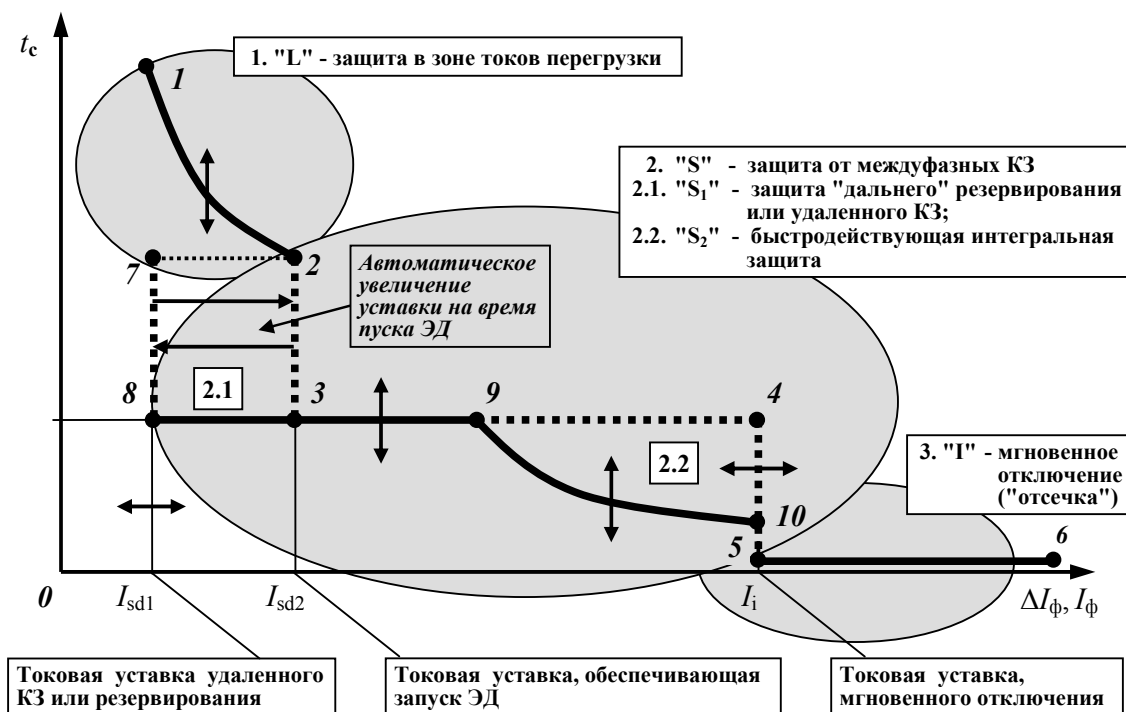 t_c
1. "L" - защита в зоне токов перегрузки
1
2. "S" - защита от междуфазных КЗ
2.1. "S₁" - защита "дальнего" резервирования
или удаленного КЗ;
2.2. "S₂" - быстродействующая интегральная
защита
7
2
Автоматическое
увеличение
уставки на время
пуска ЭД
8
2.1
3
9
4
2.2
3. "I" - мгновенное
отключение
("отсечка")
10
5
6
0
I_sd1
I_sd2
I_i
ΔI_ф, I_ф
Токовая уставка удаленного
КЗ или резервирования
Токовая уставка, обеспечивающая
запуск ЭД
Токовая уставка,
мгновенного отключения